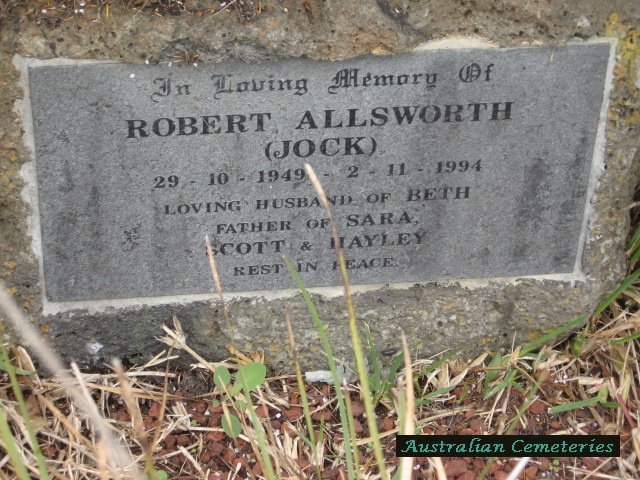 In Loving Memory Of
ROBERT ALLSWORTH
(JOCK)
29 - 10 - 1949 - 2 - 11 - 1994
LOVING HUSBAND OF BETH
FATHER OF SARA,
SCOTT & HAYLEY
REST IN PEACE
Australian Cemeteries